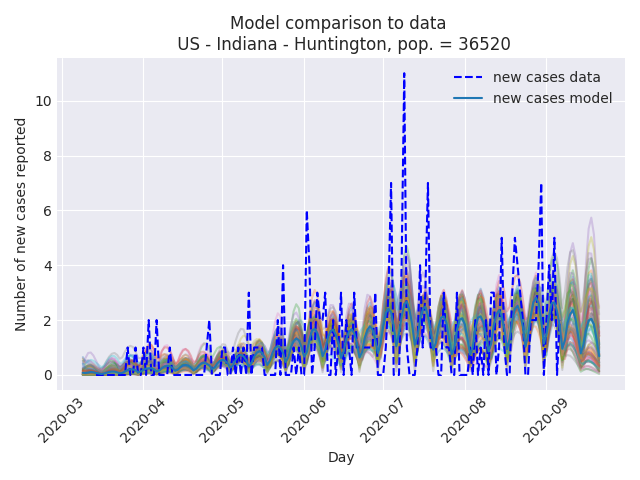 Model comparison to data
US - Indiana - Huntington, pop. = 36520
new cases data
new cases model
Number of new cases reported
10
8
6
4
2
0
2020-03
2020-04
2020-05
2020-06
2020-07
2020-08
2020-09
Day